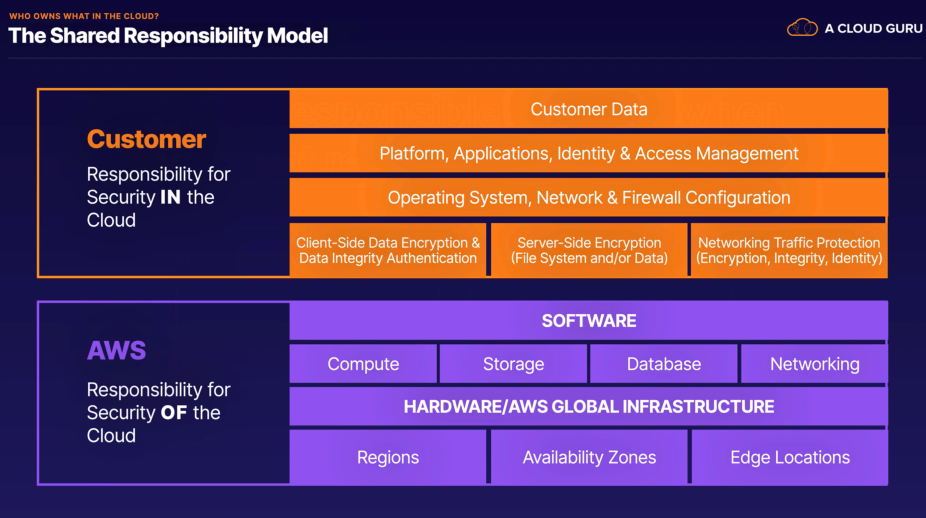 WHO OWNS WHAT IN THE CLOUD?
The Shared Responsibility Model
A CLOUD GURU
Customer
Responsibility for
Security IN the
Cloud
Customer Data
Platform, Applications, Identity & Access Management
Operating System, Network & Firewall Configuration
Client-Side Data Encryption &
Data Integrity Authentication
Server-Side Encryption
(File System and/or Data)
Networking Traffic Protection
(Encryption, Integrity, Identity)
AWS
Responsibility for
Security OF the
Cloud
SOFTWARE
Compute
Storage
Database
Networking
HARDWARE/AWS GLOBAL INFRASTRUCTURE
Regions
Availability Zones
Edge Locations